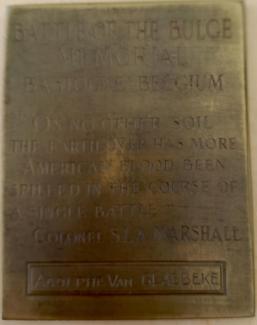 BATTLE OF THE BULGE
MEMORIAL
BASTOGNE BELGIUM
"ON NO OTHER SOIL
THE EARTH OVER HAS MORE
AMERICAN BLOOD BEEN
SPILLED IN THE COURSE OF
A SINGLE BATTLE
COLONEL S.L.A. MARSHALL
ADOLPHE VAN GLABBEKE